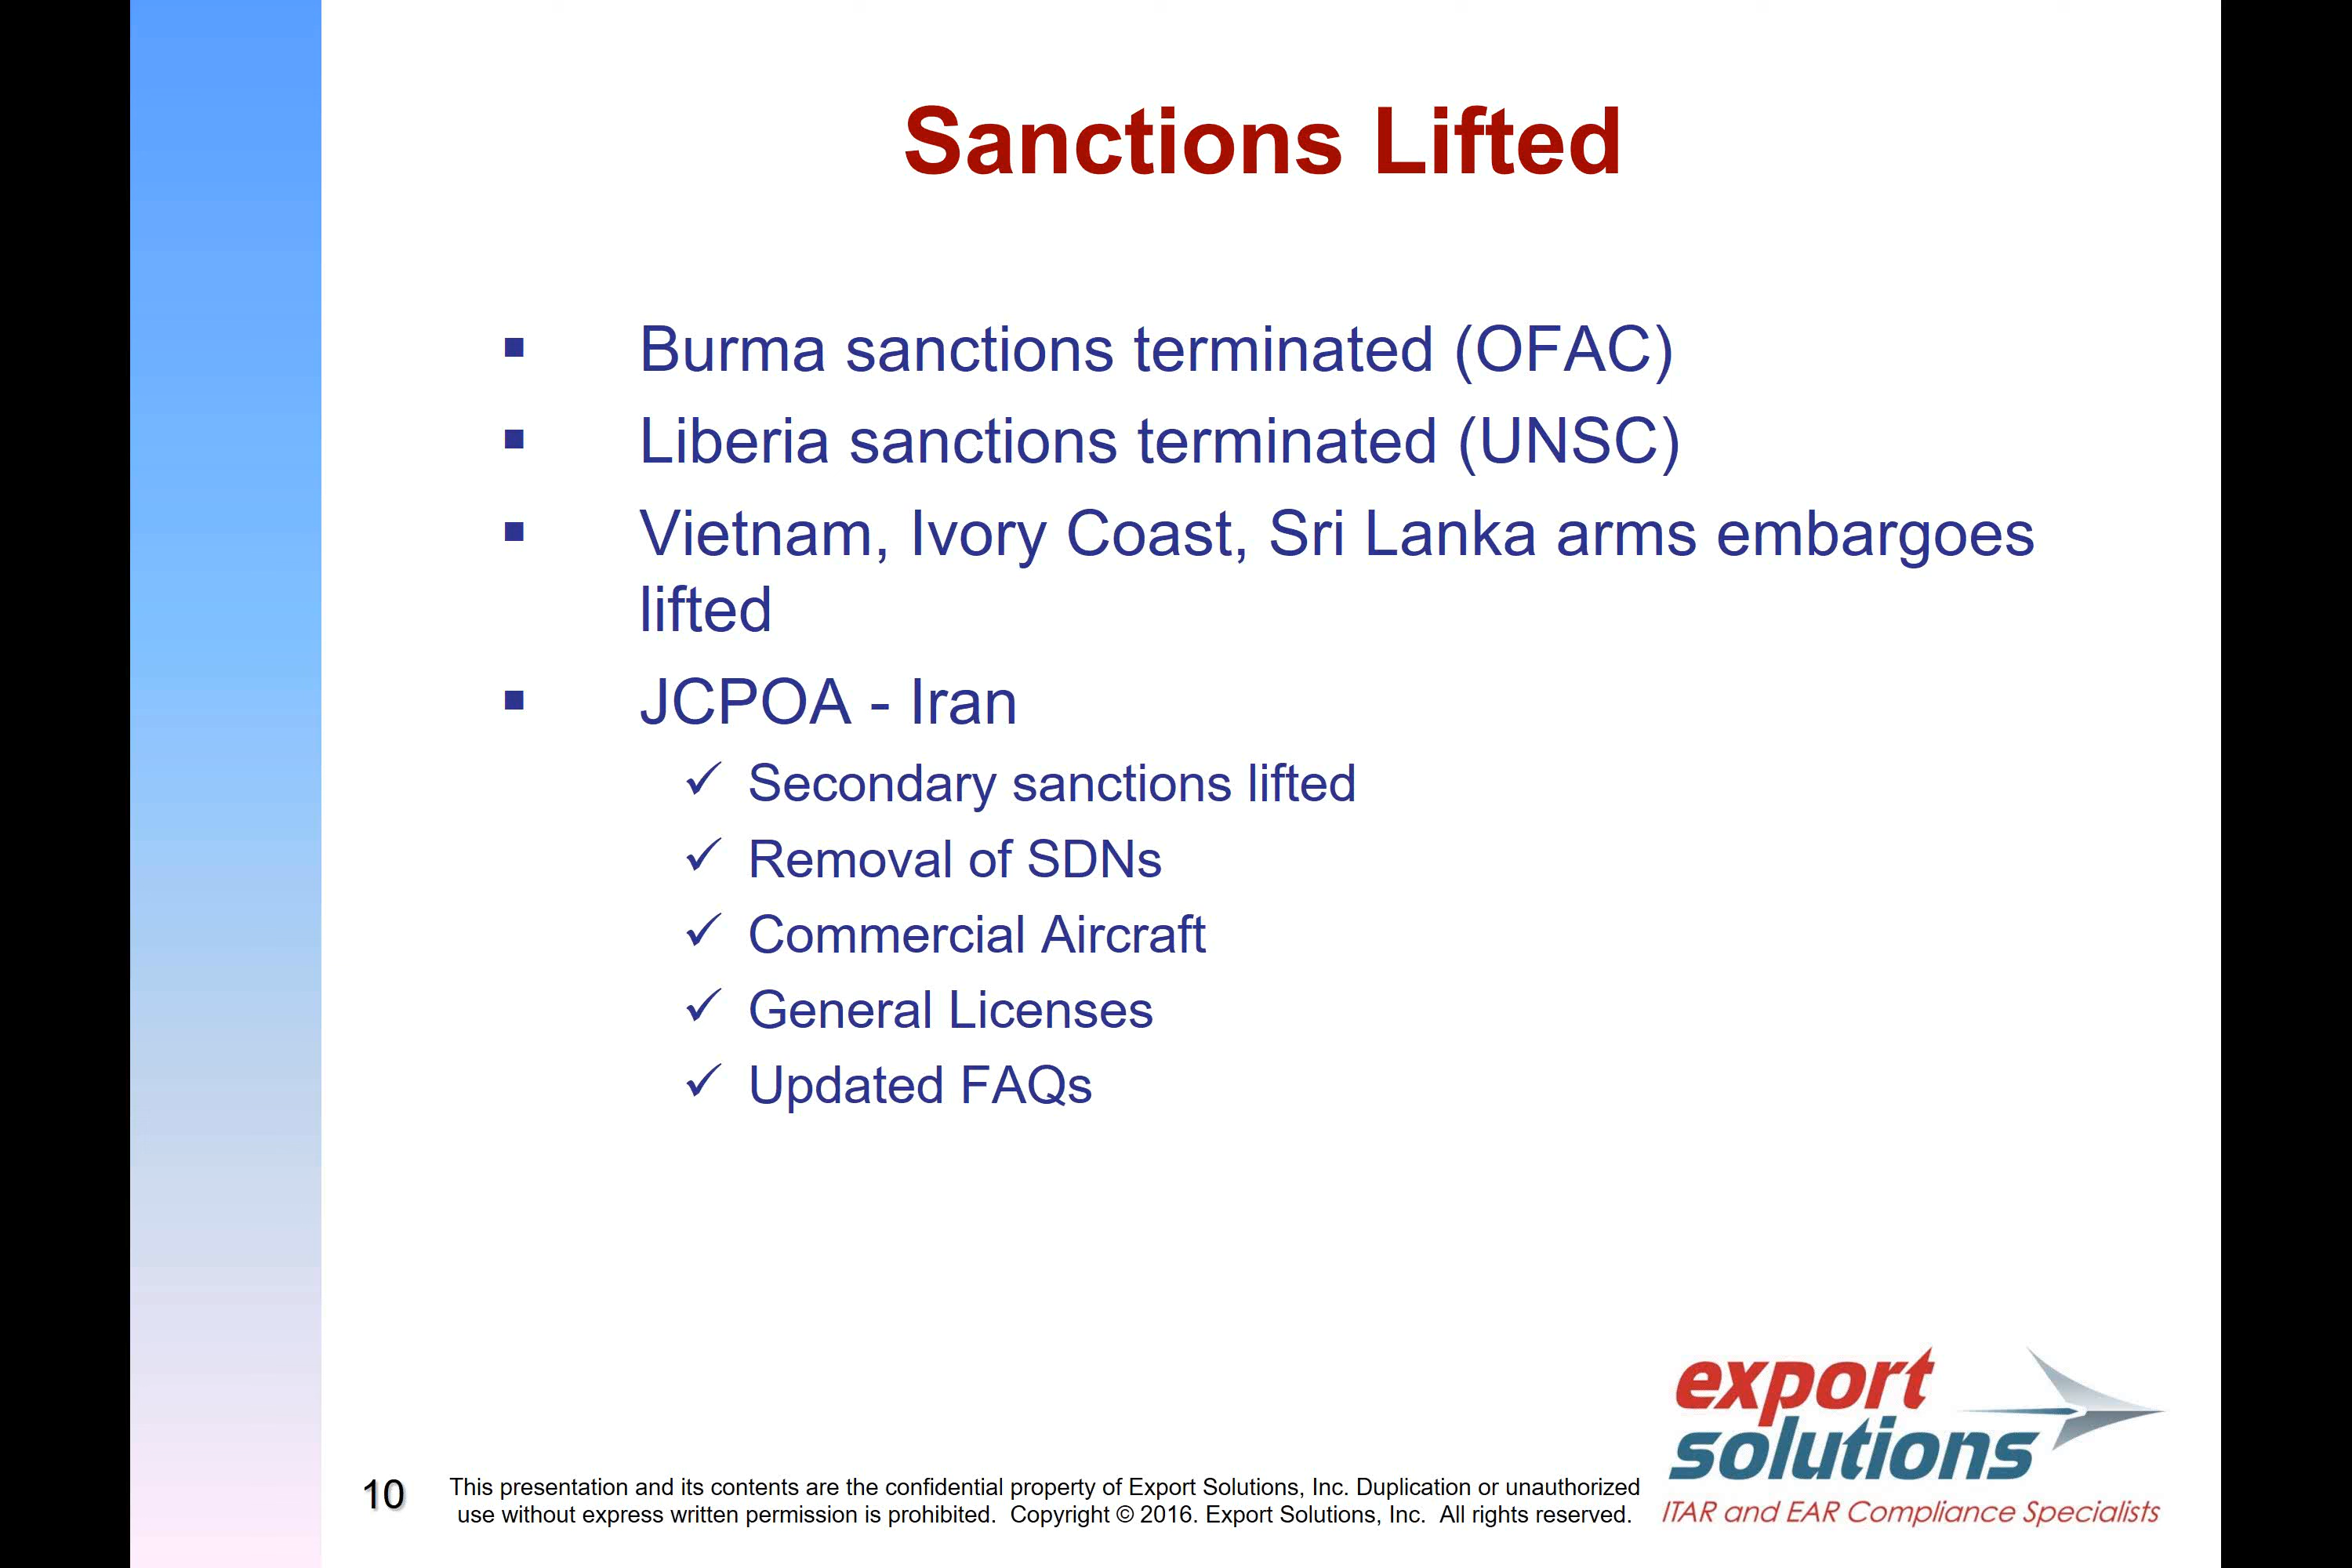 Sanctions Lifted
▪ Burma sanctions terminated (OFAC)
▪ Liberia sanctions terminated (UNSC)
▪ Vietnam, Ivory Coast, Sri Lanka arms embargoes
lifted
▪ JCPOA - Iran
✓ Secondary sanctions lifted
✓ Removal of SDNs
✓ Commercial Aircraft
✓ General Licenses
✓ Updated FAQs
export
solutions
ITAR and EAR Compliance Specialists
10
This presentation and its contents are the confidential property of Export Solutions, Inc. Duplication or unauthorized
use without express written permission is prohibited.  Copyright © 2016. Export Solutions, Inc.  All rights reserved.